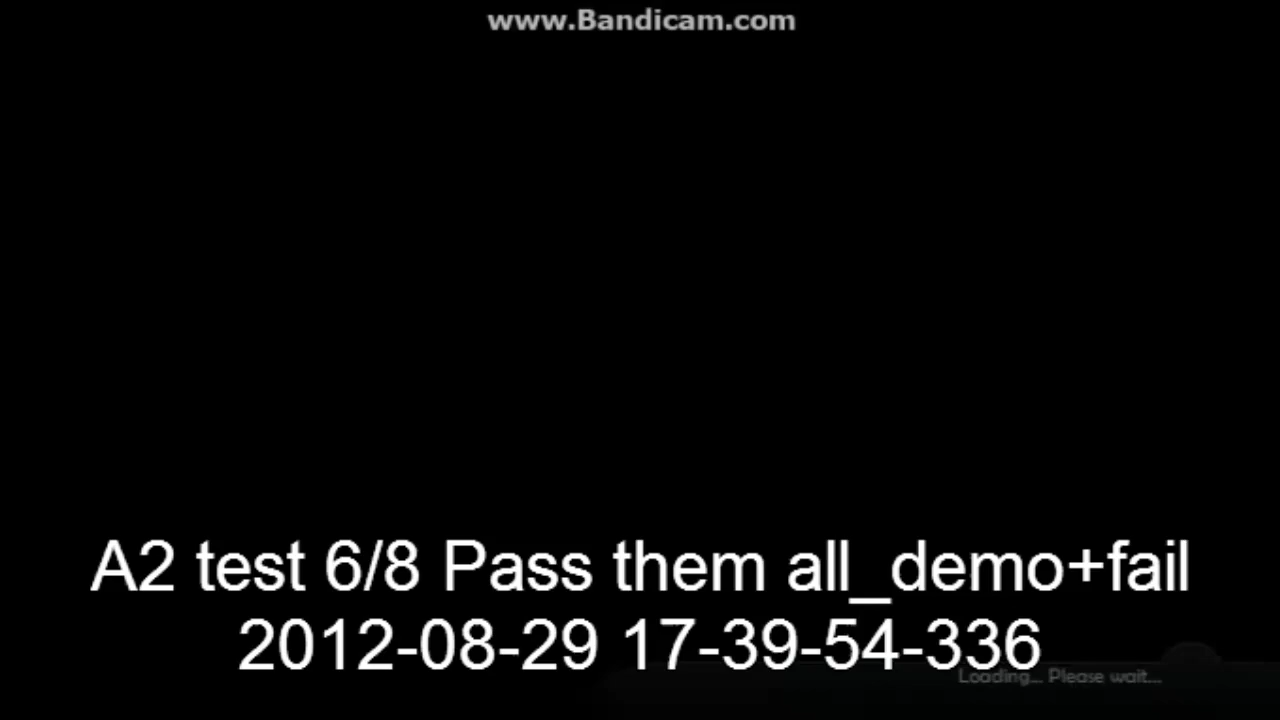 www.Bandicam.com
A2 test 6/8 Pass them all_demo+fail
2012-08-29 17-39-54-336
Loading... Please wait...